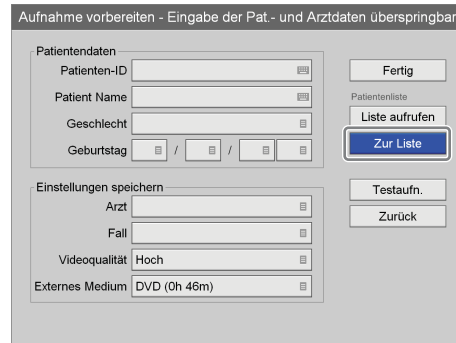 Aufnahme vorbereiten - Eingabe der Pat.- und Arztdaten überspringbar
Patientendaten
Patienten-ID
Patient Name
Geschlecht
Geburtstag / /
Fertig
Patientenliste
Liste aufrufen
Zur Liste
Einstellungen speichern
Arzt
Fall
Videoqualität Hoch
Externes Medium DVD (0h 46m)
Testaufn.
Zurück